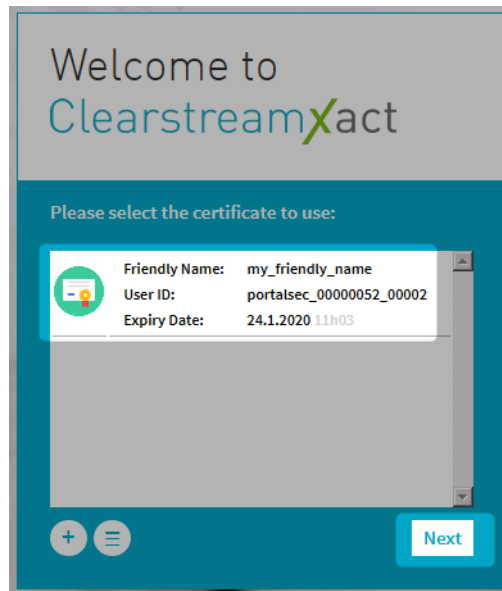 Welcome to
ClearstreamXact
Please select the certificate to use:
Friendly Name: my_friendly_name
User ID: portalsec_00000052_00002
Expiry Date: 24.1.2020 11h03
+
Next